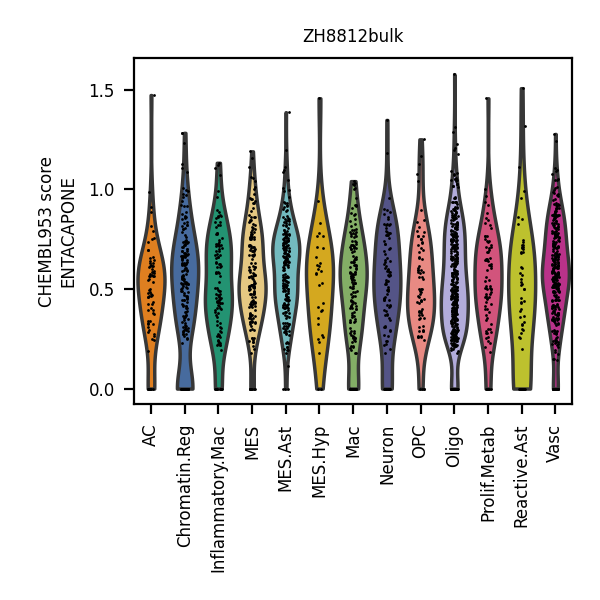 ZH8812bulk
CHEMBL953 score
ENTACAPONE
1.5
1.0
0.5
0.0
AC
Chromatin.Reg
Inflammatory.Mac
MES
MES.Ast
MES.Hyp
Mac
Neuron
OPC
Oligo
Prolif.Metab
Reactive.Ast
Vasc